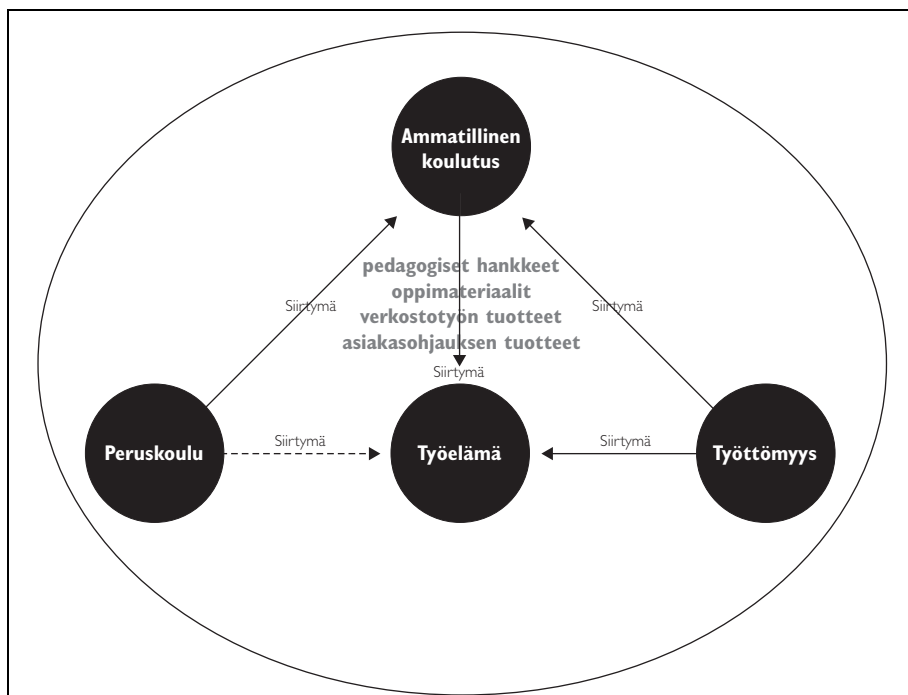 Ammatillinen
koulutus
pedagogiset hankkeet
oppimateriaalit
Siirtymä
Siirtymä
verkostotyön tuotteet
asiakasohjauksen tuotteet
Siirtymä
Peruskoulu
Siirtymä
Työelämä
Siirtymä
Työttömyys